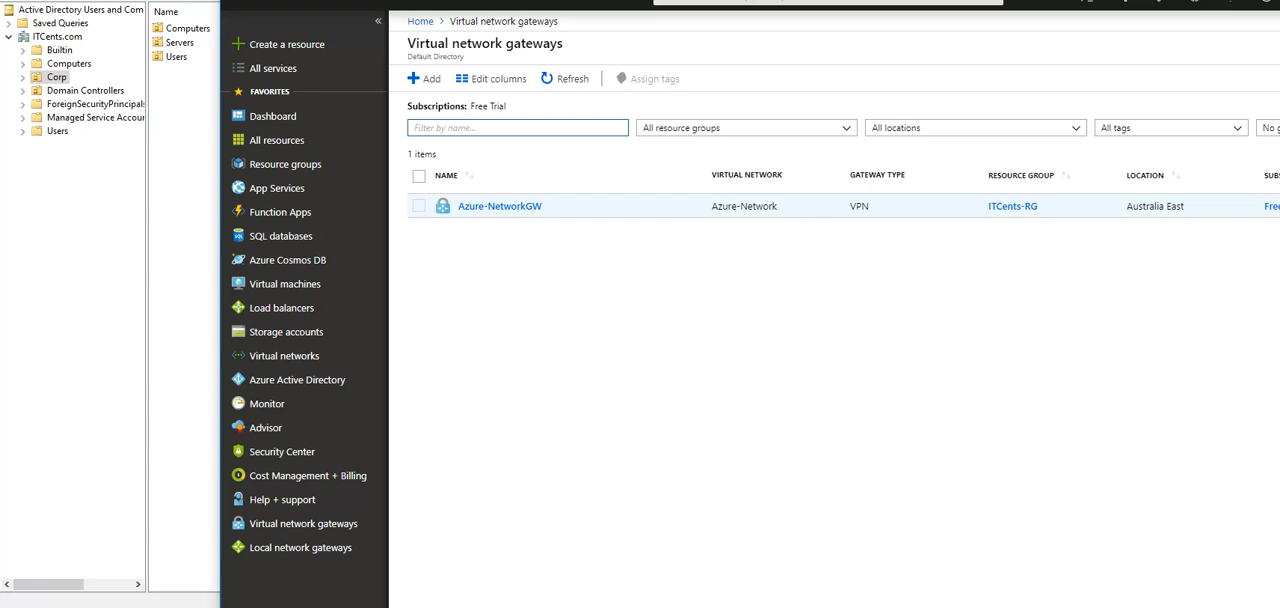 Active Directory Users and Com
Saved Queries
ITCents.com
Builtin
Computers
Corp
Domain Controllers
ForeignSecurityPrincipals
Managed Service Accour
Users
Name
Computers
Servers
Users
«
Create a resource
All services
FAVORITES
Dashboard
All resources
Resource groups
App Services
Function Apps
SQL databases
Azure Cosmos DB
Virtual machines
Load balancers
Storage accounts
Virtual networks
Azure Active Directory
Monitor
Advisor
Security Center
Cost Management + Billing
Help + support
Virtual network gateways
Local network gateways
Home > Virtual network gateways
Virtual network gateways
Default Directory
Add Edit columns Refresh Assign tags
Subscriptions: Free Trial
Filter by name... All resource groups All locations All tags No g
1 items
NAME VIRTUAL NETWORK GATEWAY TYPE RESOURCE GROUP LOCATION SUBS
Azure-NetworkGW Azure-Network VPN ITCents-RG Australia East Free